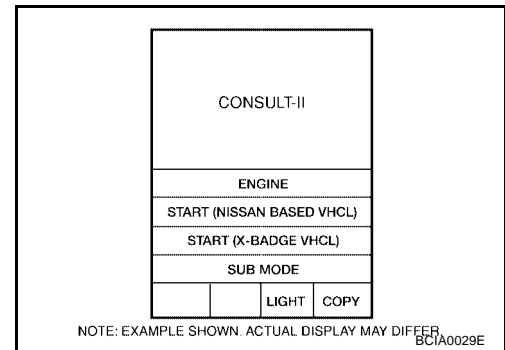 CONSULT-II
ENGINE
START (NISSAN BASED VHCL)
START (X-BADGE VHCL)
SUB MODE
LIGHT COPY
NOTE: EXAMPLE SHOWN. ACTUAL DISPLAY MAY DIFFER.
BCIA0029E